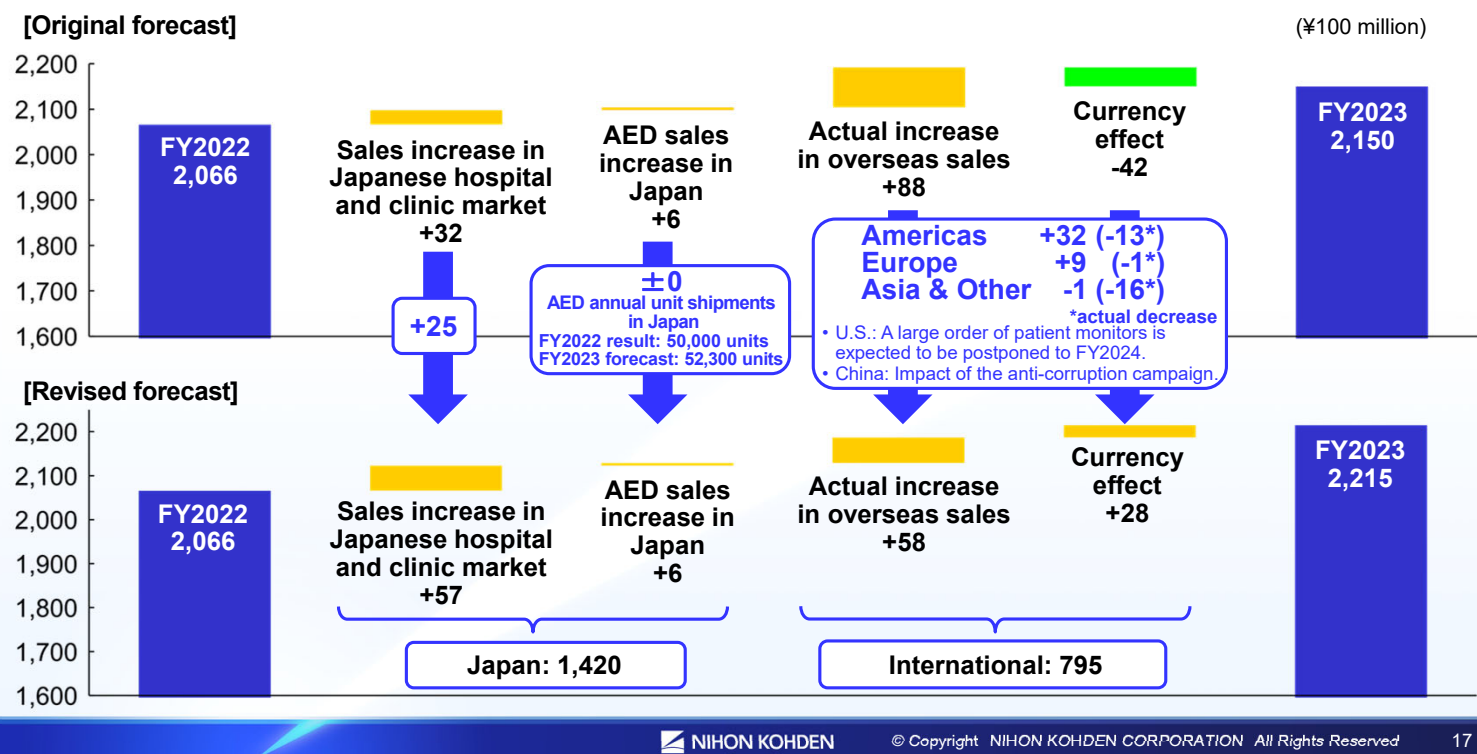 [Original forecast]
(¥100 million)
2,200
2,100
2,000
1,900
1,800
1,700
1,600
FY2022
2,066
Sales increase in
Japanese hospital
and clinic market
+32
AED sales
increase in
Japan
+6
Actual increase
in overseas sales
+88
Currency
effect
-42
FY2023
2,150
+25
±0
AED annual unit shipments
in Japan
FY2022 result: 50,000 units
FY2023 forecast: 52,300 units
Americas +32 (-13*)
Europe +9 (-1*)
Asia & Other -1 (-16*)
*actual decrease
• U.S.: A large order of patient monitors is
expected to be postponed to FY2024.
• China: Impact of the anti-corruption campaign.
[Revised forecast]
2,200
2,100
2,000
1,900
1,800
1,700
1,600
FY2022
2,066
Sales increase in
Japanese hospital
and clinic market
+57
AED sales
increase in
Japan
+6
Actual increase
in overseas sales
+58
Currency
effect
+28
FY2023
2,215
Japan: 1,420
International: 795
NIHON KOHDEN
© Copyright NIHON KOHDEN CORPORATION All Rights Reserved
17